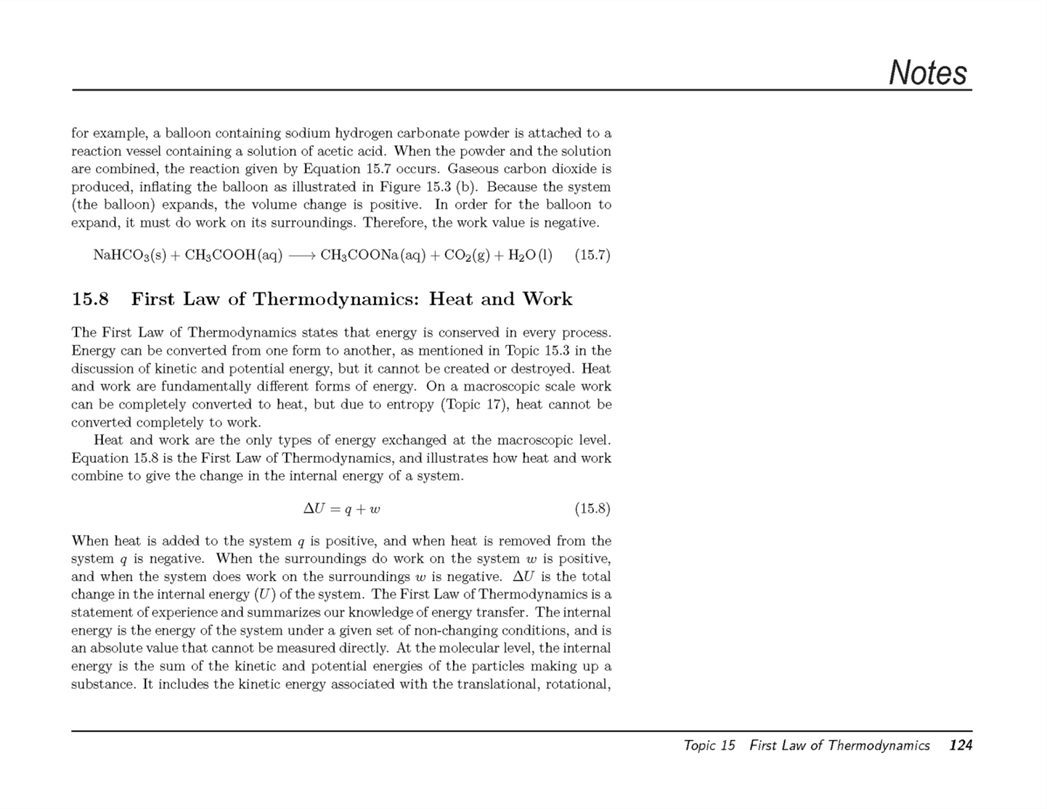 Notes
for example, a balloon containing sodium hydrogen carbonate powder is attached to a
reaction vessel containing a solution of acetic acid. When the powder and the solution
are combined, the reaction given by Equation 15.7 occurs. Gaseous carbon dioxide is
produced, inflating the balloon as illustrated in Figure 15.3 (b). Because the system
(the balloon) expands, the volume change is positive. In order for the balloon to
expand, it must do work on its surroundings. Therefore, the work value is negative.
NaHCO₃(s) + CH₃COOH(aq) ⟶ CH₃COONa(aq) + CO₂(g) + H₂O(l) (15.7)
15.8 First Law of Thermodynamics: Heat and Work
The First Law of Thermodynamics states that energy is conserved in every process.
Energy can be converted from one form to another, as mentioned in Topic 15.3 in the
discussion of kinetic and potential energy, but it cannot be created or destroyed. Heat
and work are fundamentally different forms of energy. On a macroscopic scale work
can be completely converted to heat, but due to entropy (Topic 17), heat cannot be
converted completely to work.
Heat and work are the only types of energy exchanged at the macroscopic level.
Equation 15.8 is the First Law of Thermodynamics, and illustrates how heat and work
combine to give the change in the internal energy of a system.
ΔU = q + w (15.8)
When heat is added to the system q is positive, and when heat is removed from the
system q is negative. When the surroundings do work on the system w is positive,
and when the system does work on the surroundings w is negative. ΔU is the total
change in the internal energy (U) of the system. The First Law of Thermodynamics is a
statement of experience and summarizes our knowledge of energy transfer. The internal
energy is the energy of the system under a given set of non-changing conditions, and is
an absolute value that cannot be measured directly. At the molecular level, the internal
energy is the sum of the kinetic and potential energies of the particles making up a
substance. It includes the kinetic energy associated with the translational, rotational,
Topic 15 First Law of Thermodynamics 124